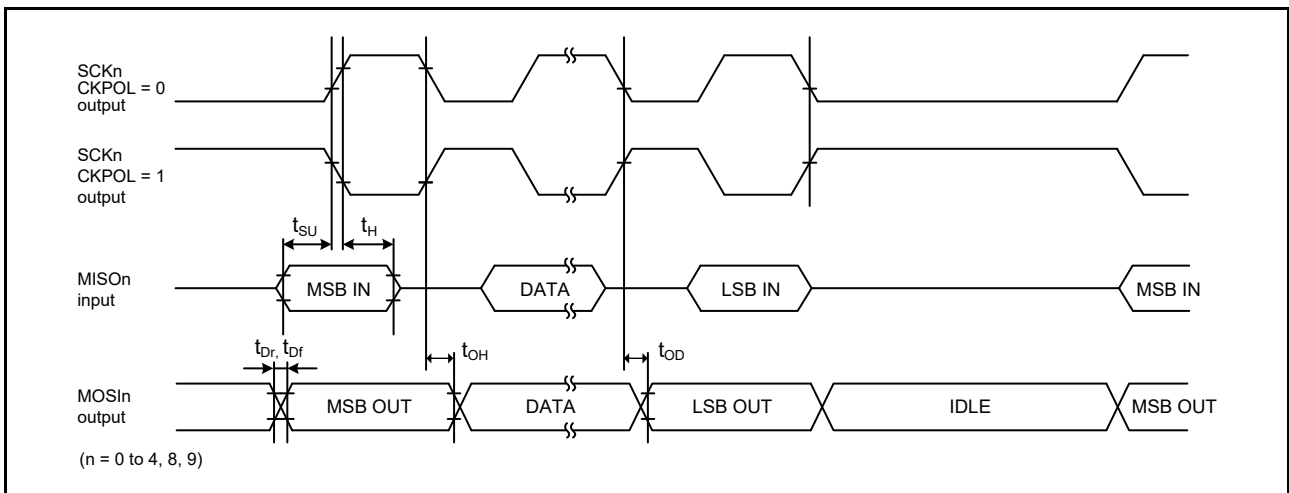 SCKn
CKPOL = 0
output
SCKn
CKPOL = 1
output
tSU
tH
MISOn
input
MSB IN
DATA
LSB IN
MSB IN
tDr, tDf
tOH
tOD
MOSIn
output
MSB OUT
DATA
LSB OUT
IDLE
MSB OUT
(n = 0 to 4, 8, 9)